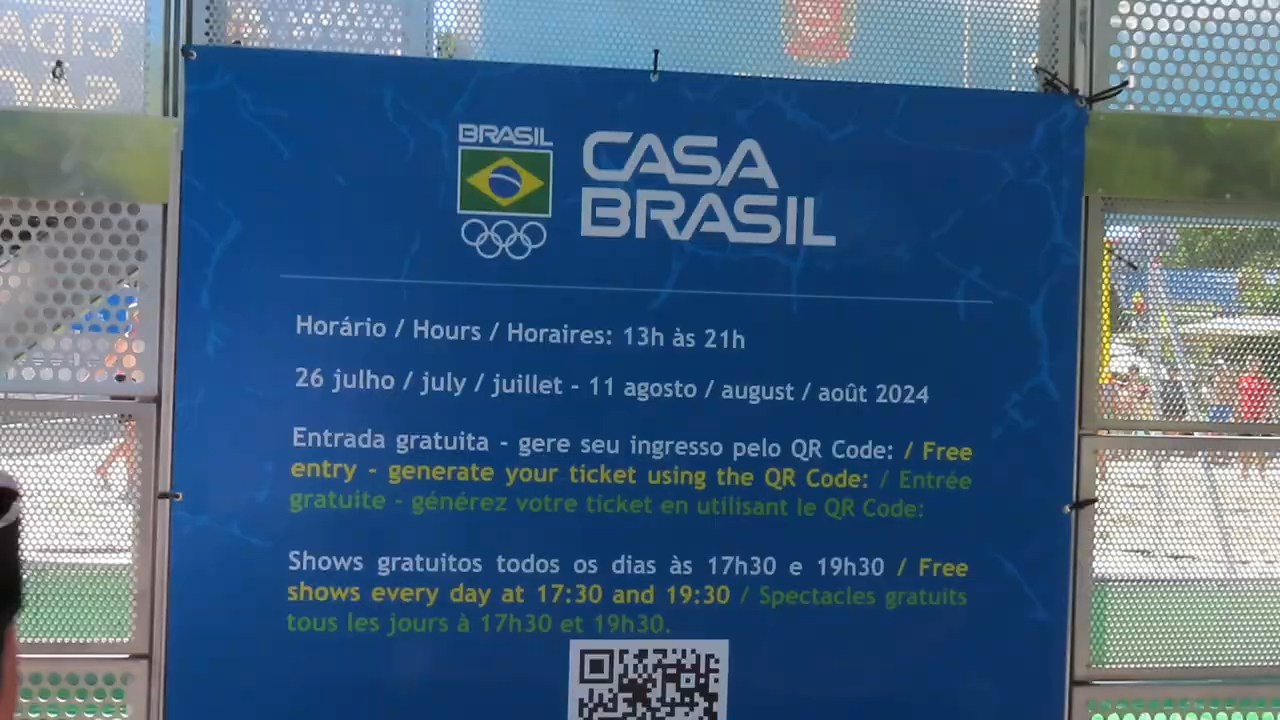 BRASIL
CASA
BRASIL
Horário / Hours / Horaires: 13h às 21h
26 julho / july / juillet - 11 agosto / august / août 2024
Entrada gratuita - gere seu ingresso pelo QR Code: / Free
entry - generate your ticket using the QR Code: / Entrée
gratuite - générez votre ticket en utilisant le QR Code:
Shows gratuitos todos os dias às 17h30 e 19h30 / Free
shows every day at 17:30 and 19:30 / Spectacles gratuits
tous les jours à 17h30 et 19h30.